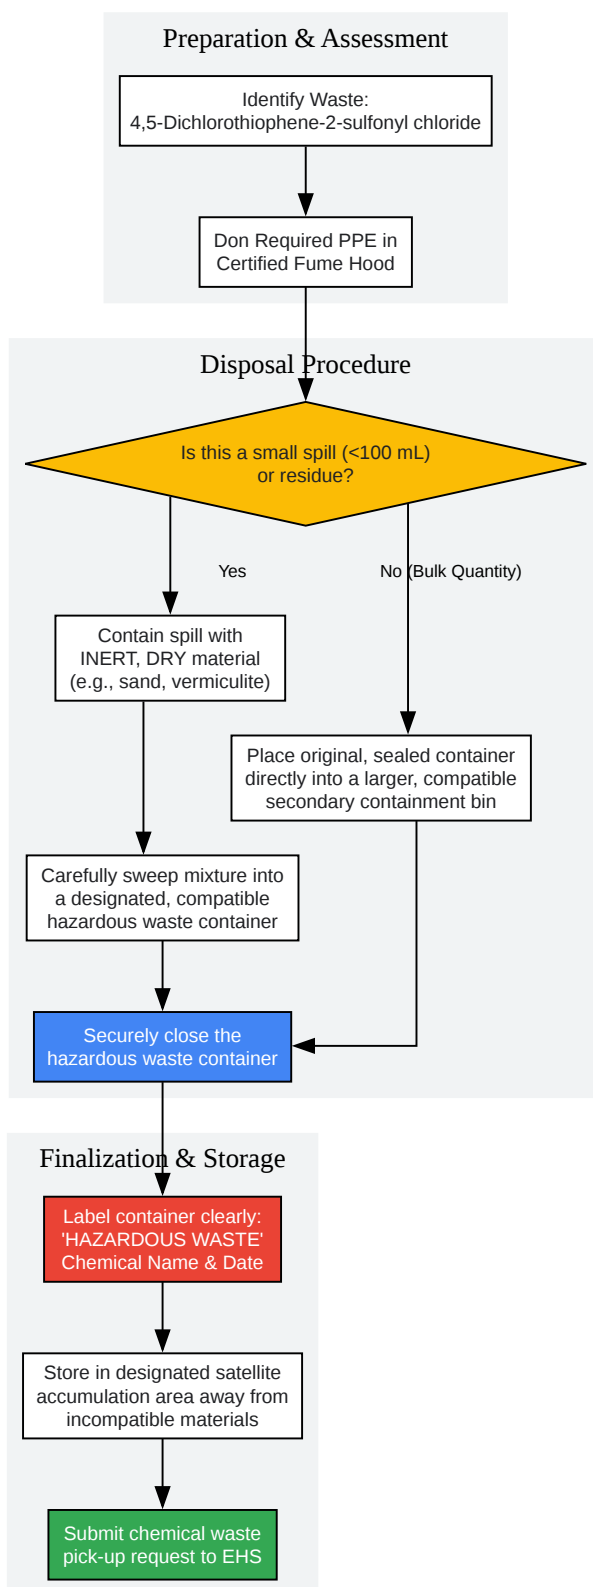 Preparation & Assessment
Identify Waste:
4,5-Dichlorothiophene-2-sulfonyl chloride
Don Required PPE in
Certified Fume Hood
Disposal Procedure
Is this a small spill (<100 mL)
or residue?
Yes
No (Bulk Quantity)
Contain spill with
INERT, DRY material
(e.g., sand, vermiculite)
Place original, sealed container
directly into a larger, compatible
secondary containment bin
Carefully sweep mixture into
a designated, compatible
hazardous waste container
Securely close the
hazardous waste container
Finalization & Storage
Label container clearly:
'HAZARDOUS WASTE'
Chemical Name & Date
Store in designated satellite
accumulation area away from
incompatible materials
Submit chemical waste
pick-up request to EHS